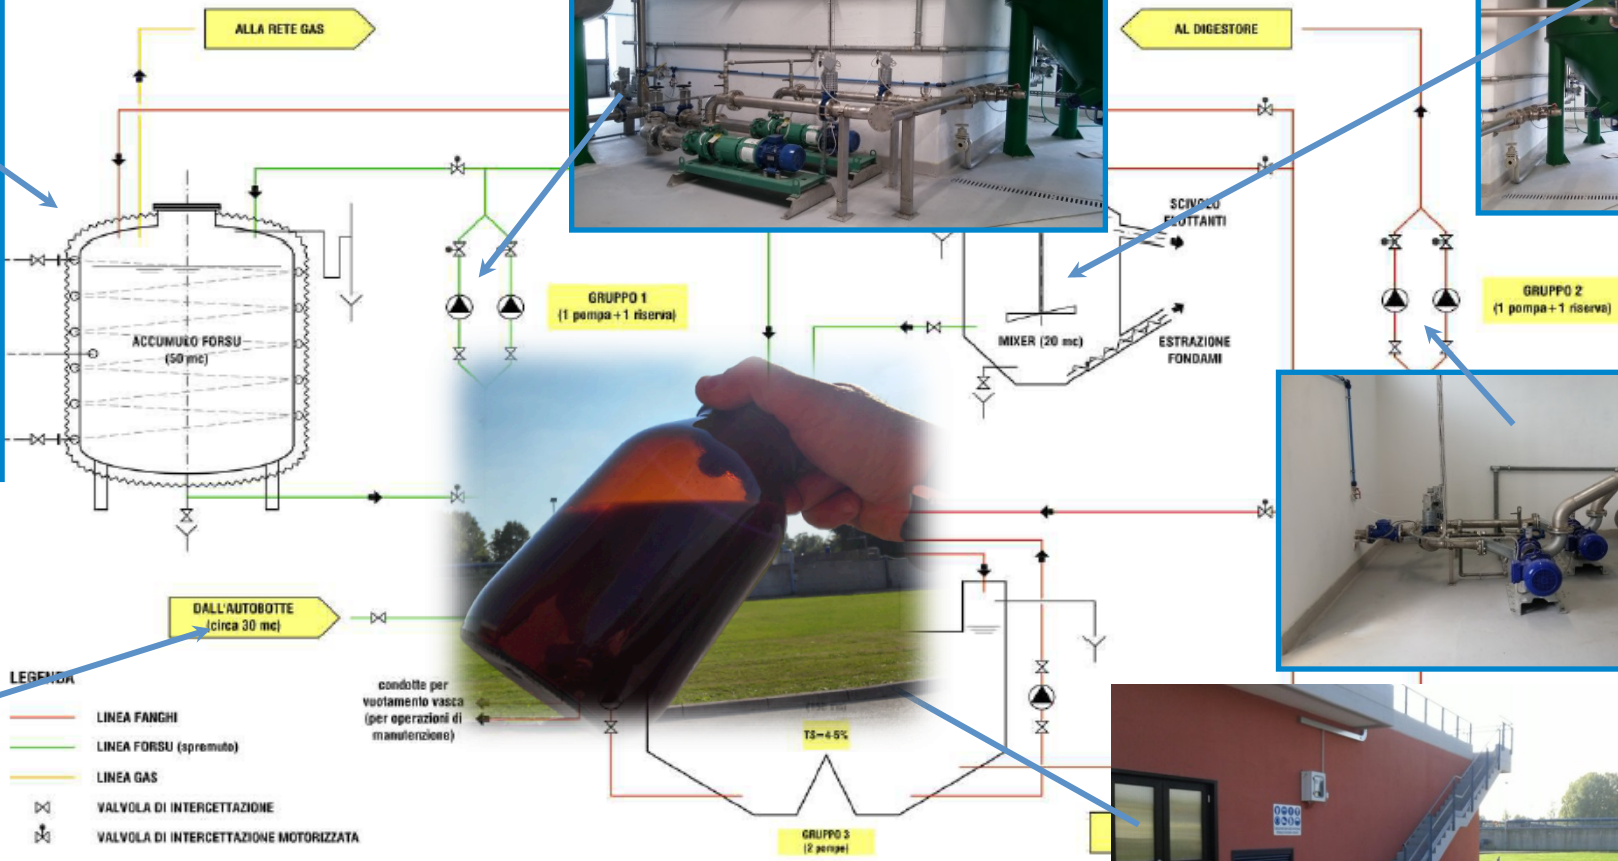 ALLA RETE GAS
AL DIGESTORE
SCIVOLO
FLOTTANTI
GRUPPO 1
(1 pompa+1 riserva)
GRUPPO 2
(1 pompa+1 riserva)
ACCUMULO FORSU
(50 mc)
MIXER (20 mc)
ESTRAZIONE
FONDAMI
DALL'AUTOBOTTE
(circa 30 mc)
LEGENDA
LINEA FANGHI
LINEA FORSU (spremuto)
LINEA GAS
VALVOLA DI INTERCETTAZIONE
VALVOLA DI INTERCETTAZIONE MOTORIZZATA
condotte per
vuotamento vasca
(per operazioni di
manutenzione)
TS=4-5%
GRUPPO 3
(2 pompe)